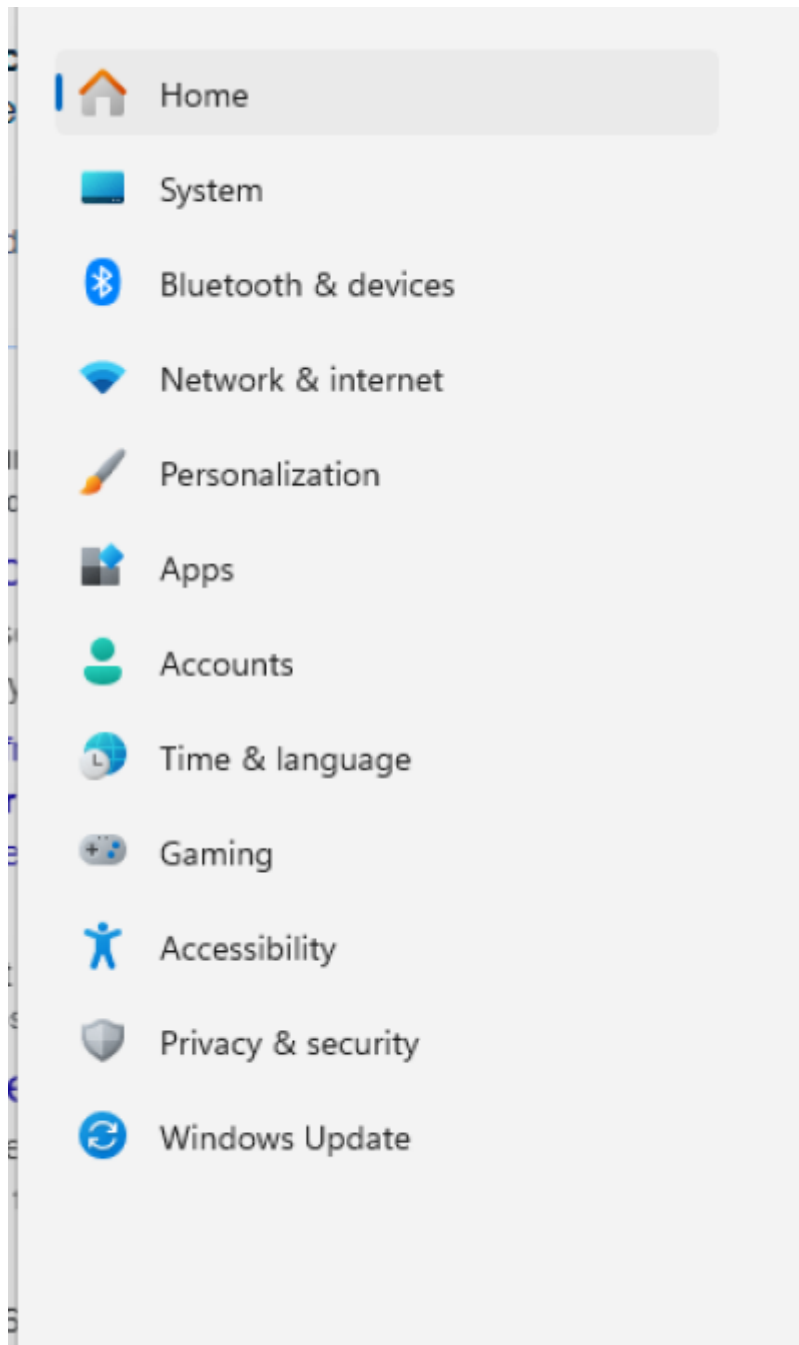 Home
System
Bluetooth & devices
Network & internet
Personalization
Apps
Accounts
Time & language
Gaming
Accessibility
Privacy & security
Windows Update